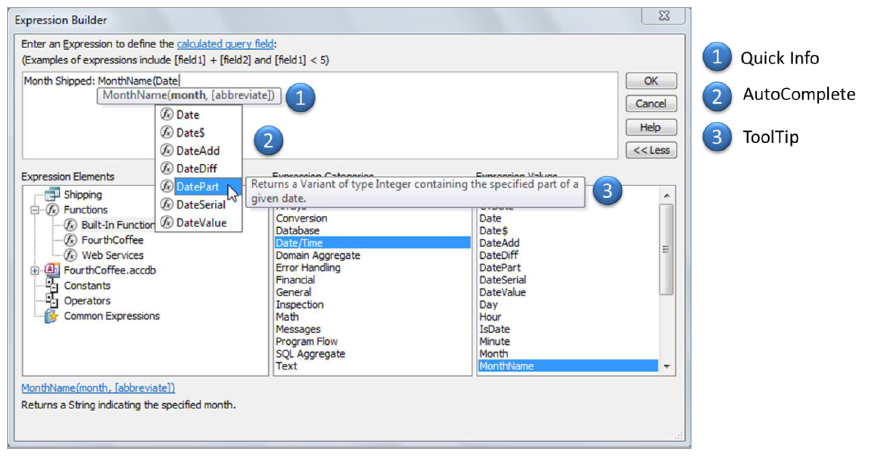 Expression Builder
Enter an Expression to define the calculated query field:
(Examples of expressions include [field1] + [field2] and [field1] < 5)
Month Shipped: MonthName(Date
MonthName(month, [abbreviate])
1
Date
Date$
DateAdd
DateDiff
DatePart
DateSerial
DateValue
2
OK
Cancel
Help
<< Less
Returns a Variant of type Integer containing the specified part of a
given date.
3
Expression Elements
Shipping
Functions
Built-In Function
FourthCoffee
Web Services
FourthCoffee.accdb
Constants
Operators
Common Expressions
Expression Categories
Arrays
Conversion
Database
Date/Time
Domain Aggregate
Error Handling
Financial
General
Inspection
Math
Messages
Program Flow
SQL Aggregate
Text
Expression Values
CVDate
Date
Date$
DateAdd
DateDiff
DatePart
DateSerial
DateValue
Day
Hour
IsDate
Minute
Month
MonthName
MonthName(month, [abbreviate])
Returns a String indicating the specified month.
1 Quick Info
2 AutoComplete
3 ToolTip